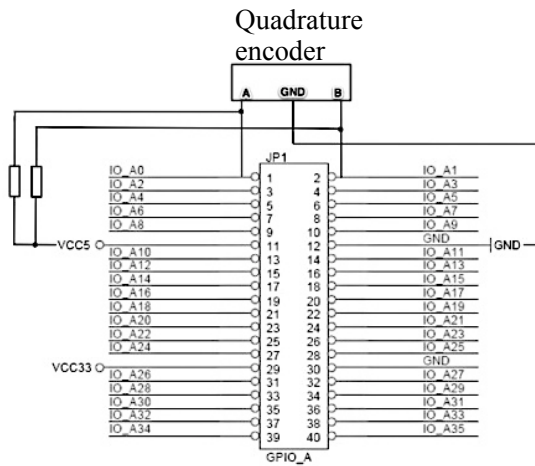 Quadrature
encoder
A GND B
JP1
IO_A0 1 2 IO_A1
IO_A2 3 4 IO_A3
IO_A4 5 6 IO_A5
IO_A6 7 8 IO_A7
IO_A8 9 10 IO_A9
VCC5 11 12 GND GND
IO_A10 13 14 IO_A11
IO_A12 15 16 IO_A13
IO_A14 17 18 IO_A15
IO_A16 19 20 IO_A17
IO_A18 21 22 IO_A19
IO_A20 23 24 IO_A21
IO_A22 25 26 IO_A23
IO_A24 27 28 IO_A25
VCC33 29 30 GND
IO_A26 31 32 IO_A27
IO_A28 33 34 IO_A29
IO_A30 35 36 IO_A31
IO_A32 37 38 IO_A33
IO_A34 39 40 IO_A35
GPIO_A